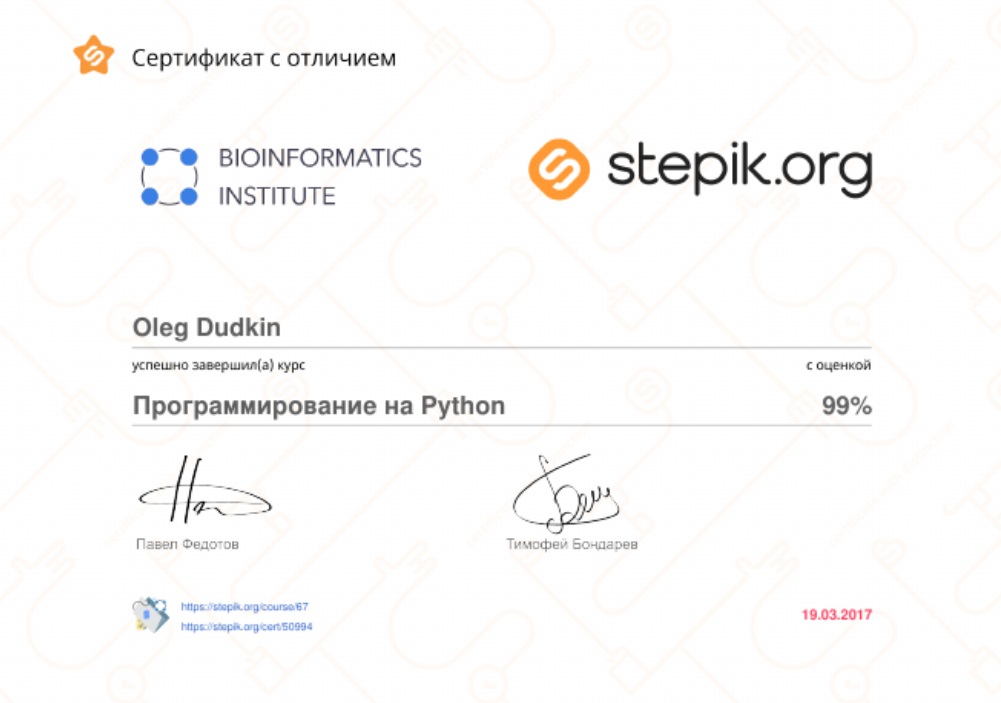 Сертификат с отличием
BIOINFORMATICS
INSTITUTE
stepik.org
Oleg Dudkin
успешно завершил(а) курс
с оценкой
Программирование на Python
99%
Павел Федотов
Тимофей Бондарев
https://stepik.org/course/67
https://stepik.org/cert/50994
19.03.2017